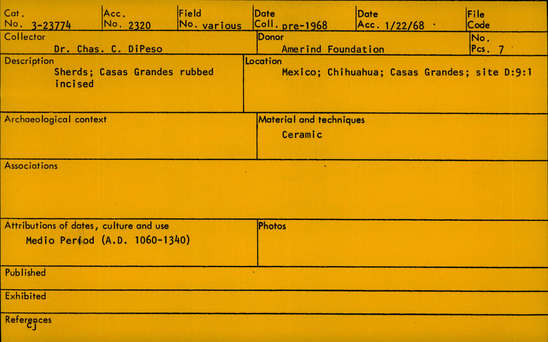 Cat. Acc. Field Date Date File
No. 3-23774 No. 2320 No. various Coll. pre-1968 Acc. 1/22/68 Code
Collector Donor No.
Dr. Chas. C. DiPeso Amerind Foundation Pcs. 7
Description Location
Sherds; Casas Grandes rubbed Mexico; Chihuahua; Casas Grandes; site D:9:1
incised
Archaeological context Material and techniques
Ceramic
Associations
Attributions of dates, culture and use Photos
Medio Period (A.D. 1060-1340)
Published
Exhibited
References
cj